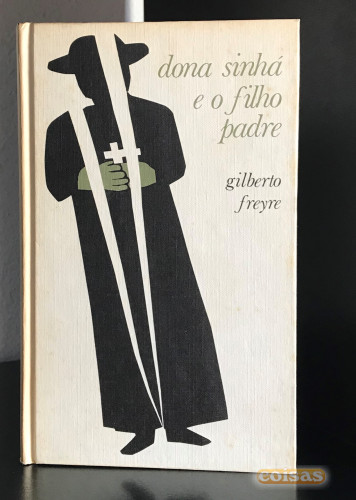 dona sinhá
e o filho
padre
gilberto
freyre
coisas